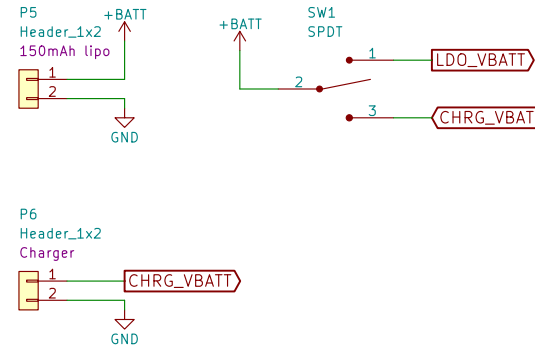 P5
Header_1x2
150mAh lipo
+BATT
1
2
GND
SW1
SPDT
+BATT
1
2
3
LDO_VBATT
CHRG_VBAT
P6
Header_1x2
Charger
1
2
CHRG_VBATT
GND